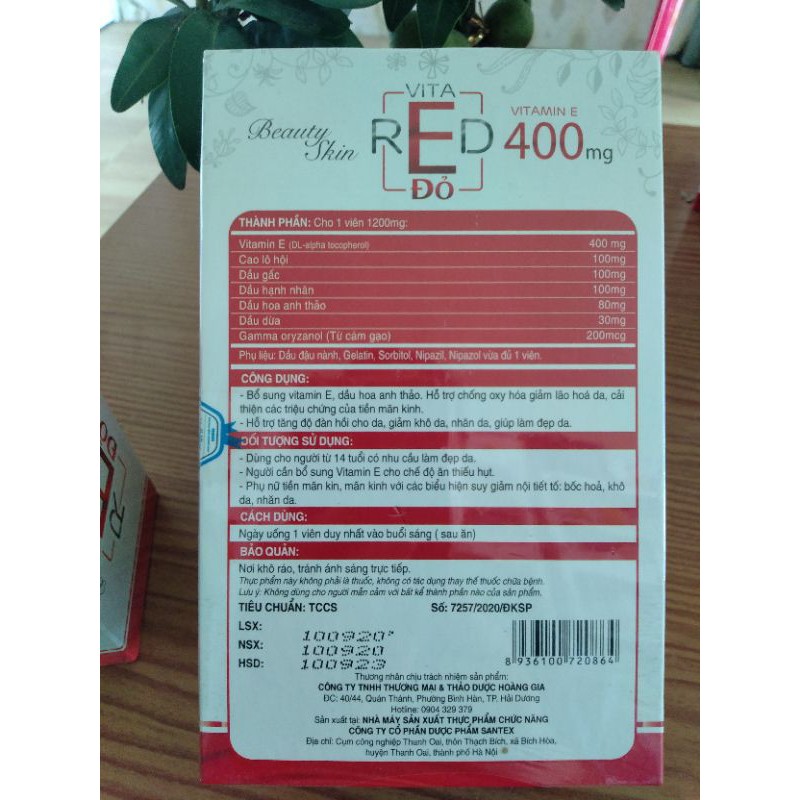 VITA
RED
Đỏ
Beauty
Skin
VITAMIN E
400mg
THÀNH PHẦN: Cho 1 viên 1200mg:
Vitamin E (DL-alpha tocopherol) 400 mg
Cao lô hội 100mg
Dầu gấc 100mg
Dầu hạnh nhân 100mg
Dầu hoa anh thảo 80mg
Dầu dừa 30mg
Gamma oryzanol (Từ cám gạo) 200mcg
Phụ liệu: Dầu đậu nành, Gelatin, Sorbitol, Nipazil, Nipazol vừa đủ 1 viên.
CÔNG DỤNG:
- Bổ sung vitamin E, dầu hoa anh thảo. Hỗ trợ chống oxy hóa giảm lão hoá da, cải
thiện các triệu chứng của tiền mãn kinh.
- Hỗ trợ tăng độ đàn hồi cho da, giảm khô da, nhăn da, giúp làm đẹp da.
ĐỐI TƯỢNG SỬ DỤNG:
- Dùng cho người từ 14 tuổi có nhu cầu làm đẹp da.
- Người cần bổ sung Vitamin E cho chế độ ăn thiếu hụt.
- Phụ nữ tiền mãn kin, mãn kinh với các biểu hiện suy giảm nội tiết tố: bốc hoả, khô
da, nhăn da.
CÁCH DÙNG:
Ngày uống 1 viên duy nhất vào buổi sáng ( sau ăn)
BẢO QUẢN:
Nơi khô ráo, tránh ánh sáng trực tiếp.
Thực phẩm này không phải là thuốc, không có tác dụng thay thế thuốc chữa bệnh.
Lưu ý: Không dùng cho người mẫn cảm với bất kể thành phần nào của sản phẩm.
TIÊU CHUẨN: TCCS Số: 7257/2020/ĐKSP
LSX: 100920*
NSX: 100920
HSD: 100923
8 936100 720864
Thương nhân chịu trách nhiệm sản phẩm:
CÔNG TY TNHH THƯƠNG MẠI & THẢO DƯỢC HOÀNG GIA
ĐC: 40/44, Quán Thánh, Phường Bình Hàn, TP. Hải Dương
Hotline: 0904 329 379
Sản xuất tại: NHÀ MÁY SẢN XUẤT THỰC PHẨM CHỨC NĂNG
CÔNG TY CỔ PHẦN DƯỢC PHẨM SANTEX
Địa chỉ: Cụm công nghiệp Thanh Oai, thôn Thạch Bích, xã Bích Hòa,
huyện Thanh Oai, thành phố Hà Nội